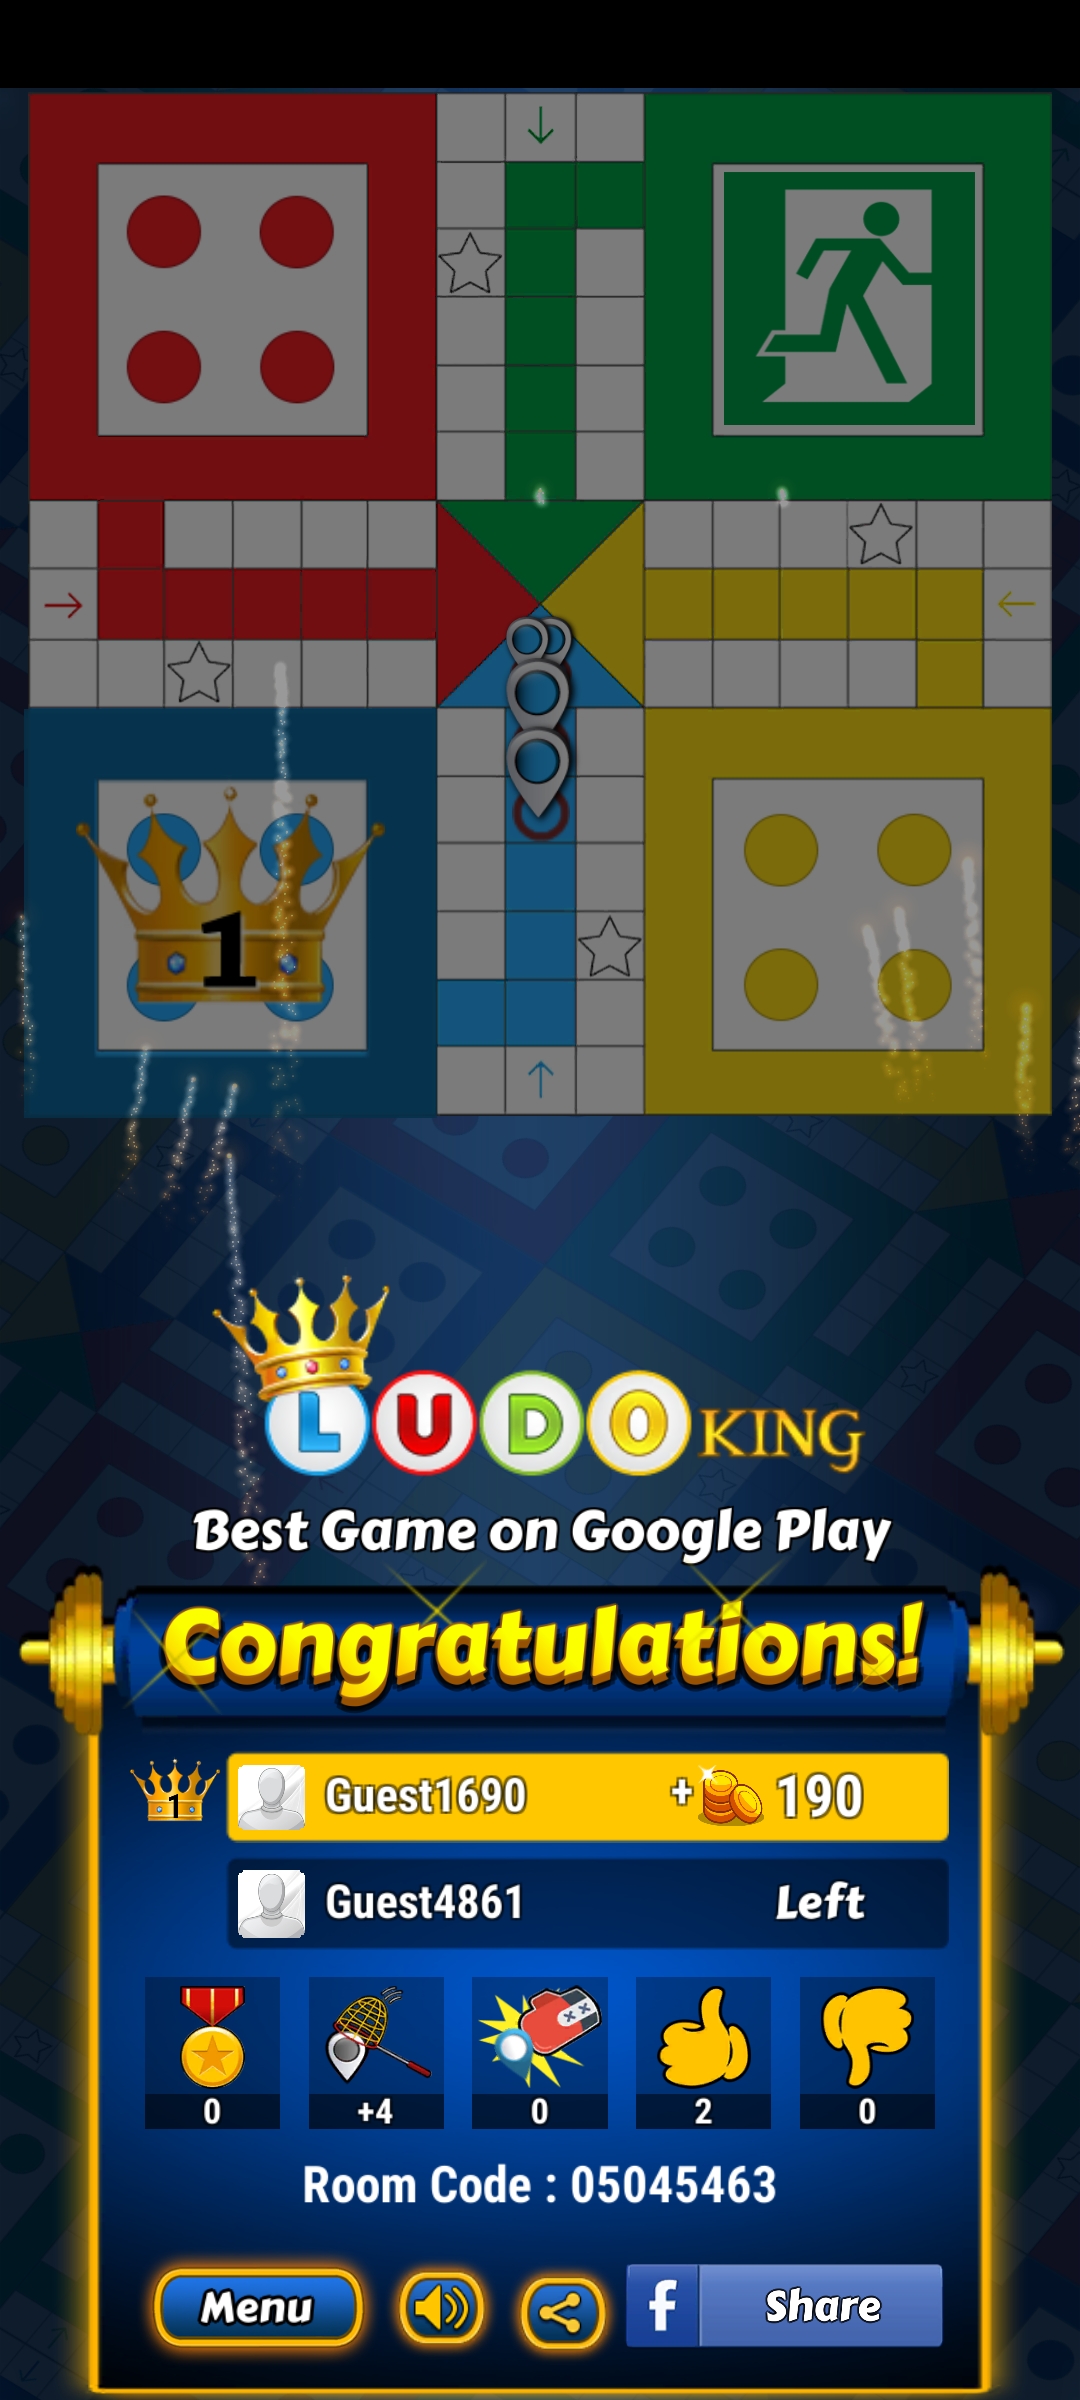 1
LUDO KING
Best Game on Google Play
Congratulations!
1 Guest1690 + 190
Guest4861 Left
0 +4 0 2 0
Room Code : 05045463
Menu f Share